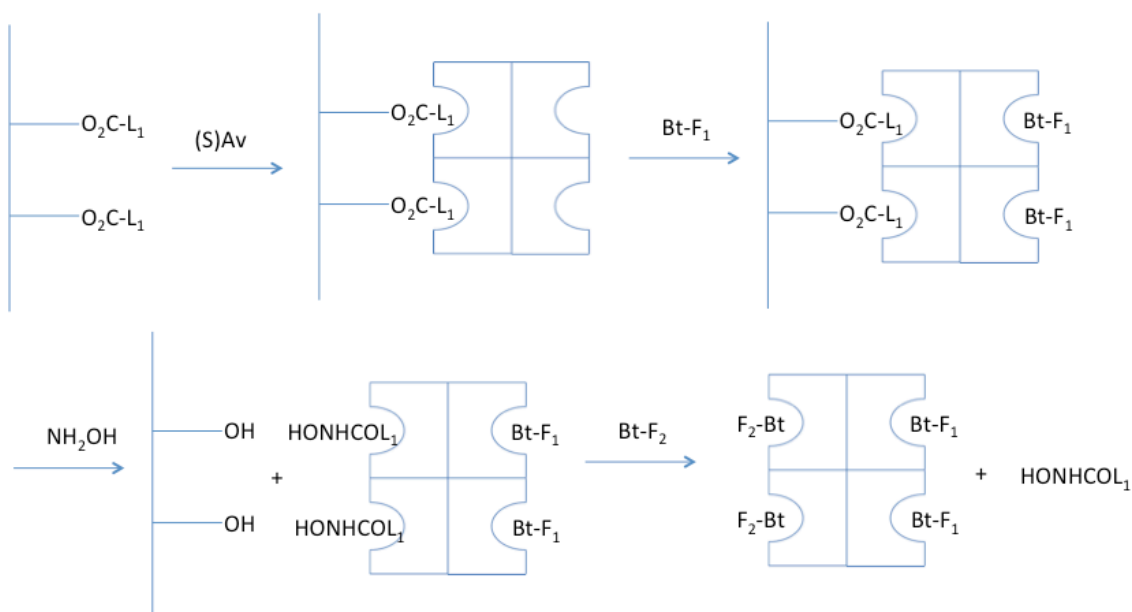 O₂C-L₁
O₂C-L₁
(S)Av
O₂C-L₁
O₂C-L₁
Bt-F₁
O₂C-L₁
O₂C-L₁
Bt-F₁
Bt-F₁
NH₂OH
OH
OH
+
HONHCOL₁
HONHCOL₁
Bt-F₁
Bt-F₁
Bt-F₂
F₂-Bt
F₂-Bt
Bt-F₁
Bt-F₁
+
HONHCOL₁